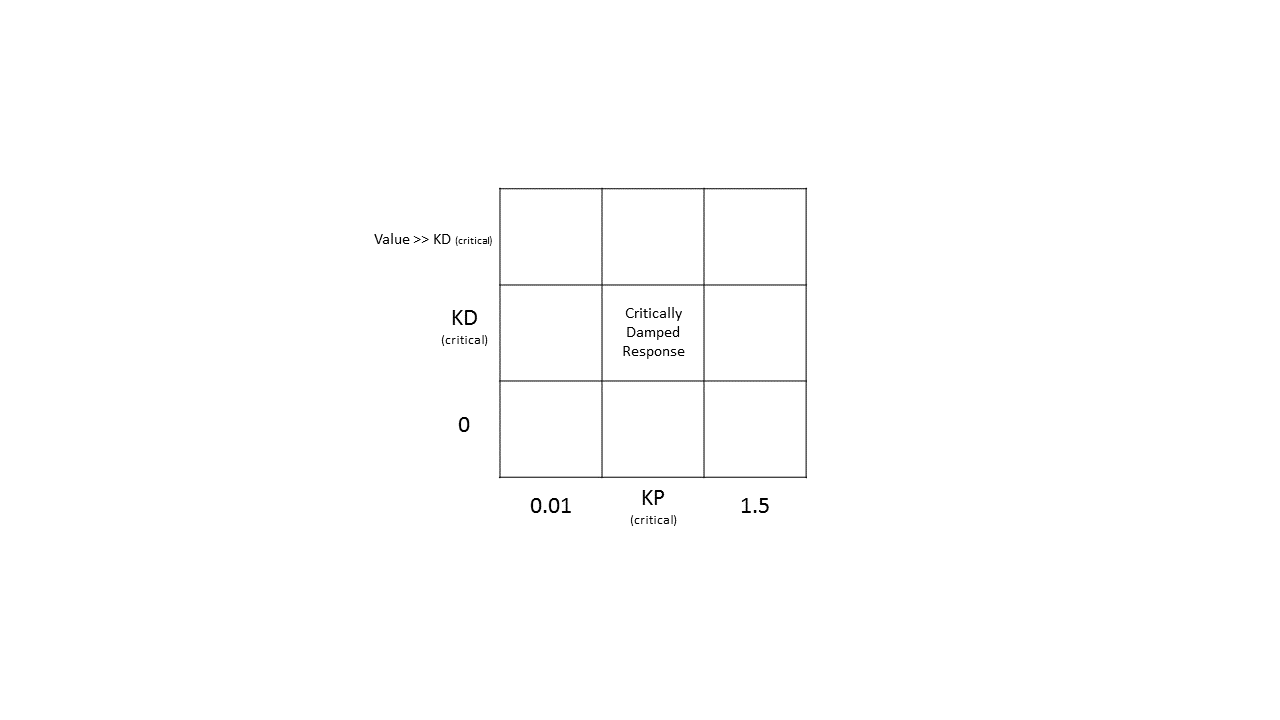 Value >> KD (critical)
KD
(critical)
Critically
Damped
Response
0
0.01
KP
(critical)
1.5